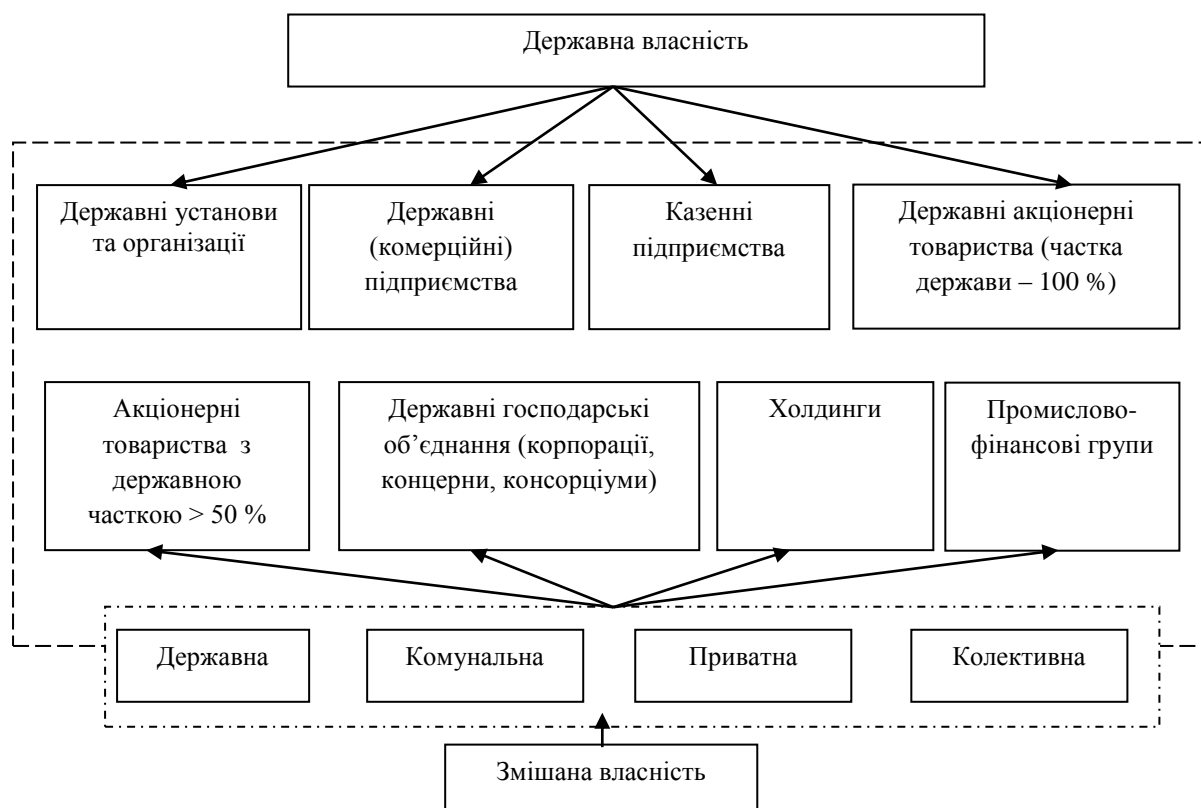 Державна власність
Державні установи
та організації
Державні
(комерційні)
підприємства
Казенні
підприємства
Державні акціонерні
товариства (частка
держави – 100 %)
Акціонерні
товариства з
державною
часткою > 50 %
Державні господарські
об’єднання (корпорації,
концерни, консорціуми)
Холдинги
Промислово-
фінансові групи
Державна
Комунальна
Приватна
Колективна
Змішана власність